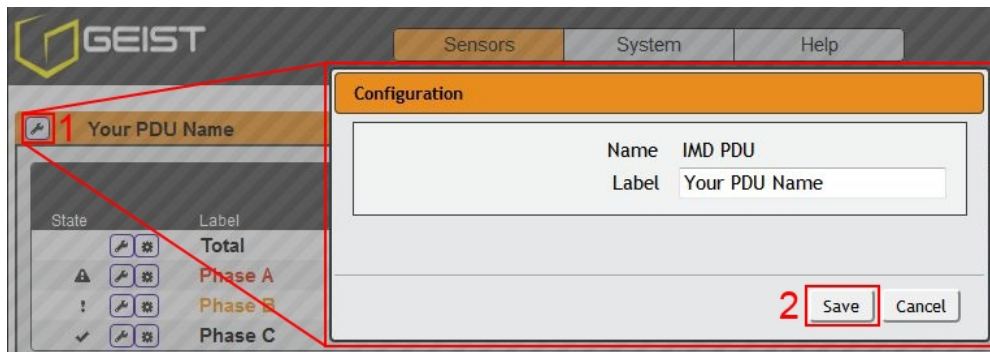 GEIST
Sensors System Help
Configuration
1 Your PDU Name
Name IMD PDU
Label Your PDU Name
State Label
Total
Phase A
Phase B
Phase C
2 Save Cancel